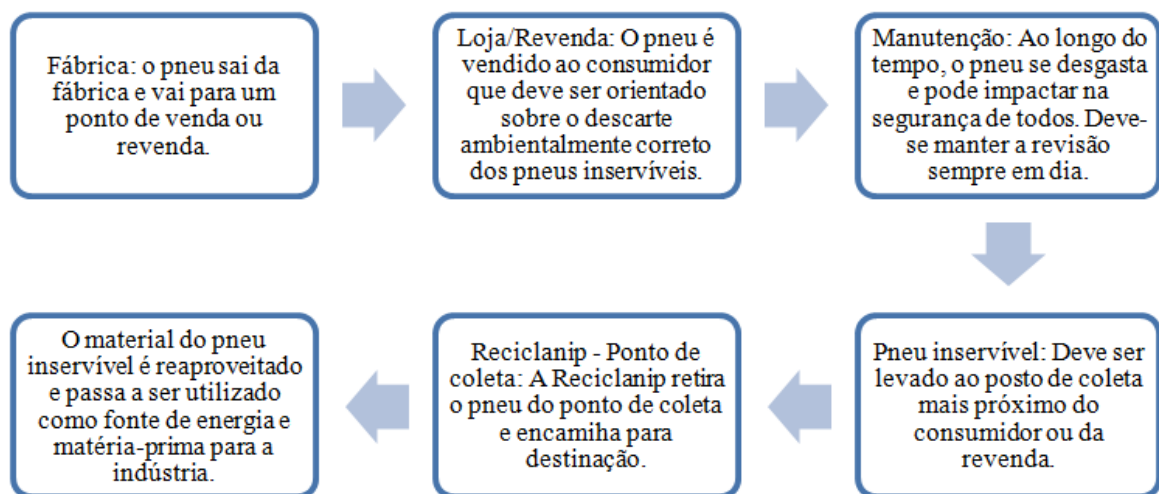 Fábrica: o pneu sai da
fábrica e vai para um
ponto de venda ou
revenda.
Loja/Revenda: O pneu é
vendido ao consumidor
que deve ser orientado
sobre o descarte
ambientalmente correto
dos pneus inservíveis.
Manutenção: Ao longo do
tempo, o pneu se desgasta
e pode impactar na
segurança de todos. Deve-
se manter a revisão
sempre em dia.
Pneu inservível: Deve ser
levado ao posto de coleta
mais próximo do
consumidor ou da
revenda.
Reciclanip - Ponto de
coleta: A Reciclanip retira
o pneu do ponto de coleta
e encamiha para
destinação.
O material do pneu
inservível é reaproveitado
e passa a ser utilizado
como fonte de energia e
matéria-prima para a
indústria.